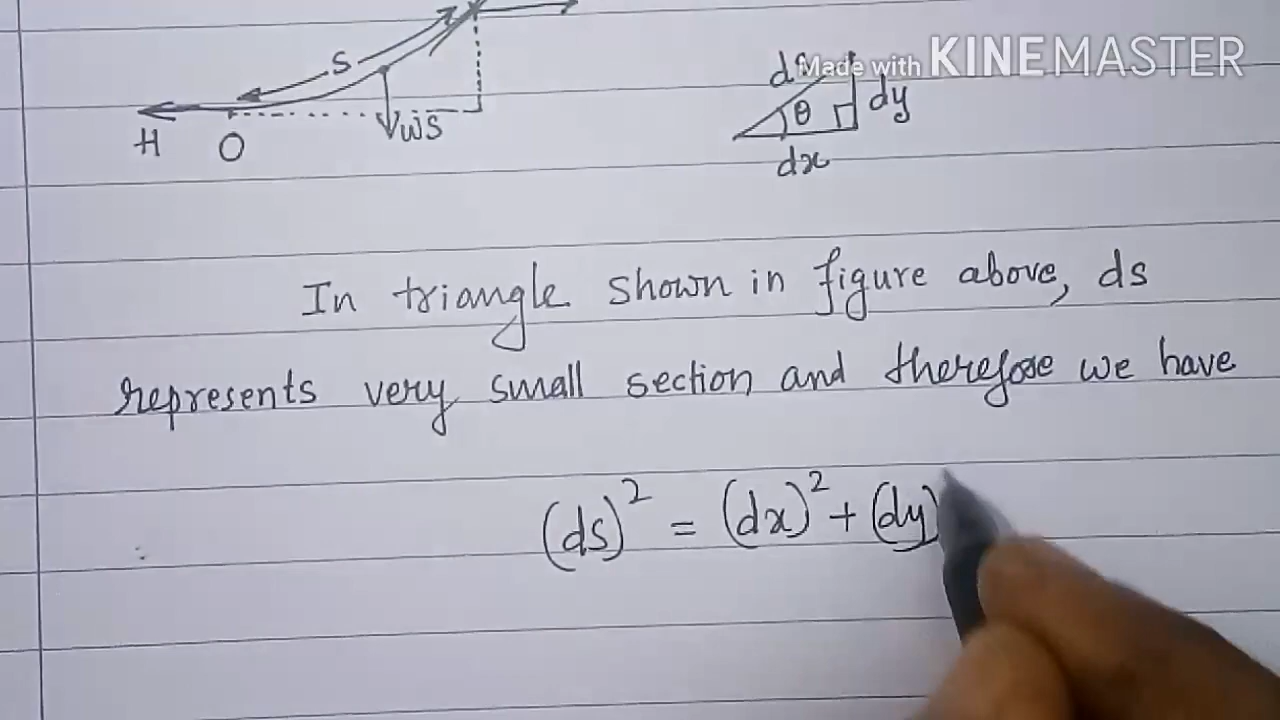 S
ds
Made with KINEMASTER
θ
dy
H
O
ws
dx
In triangle shown in figure above, ds
represents very small section and therefore we have
(ds)² = (dx)² + (dy)